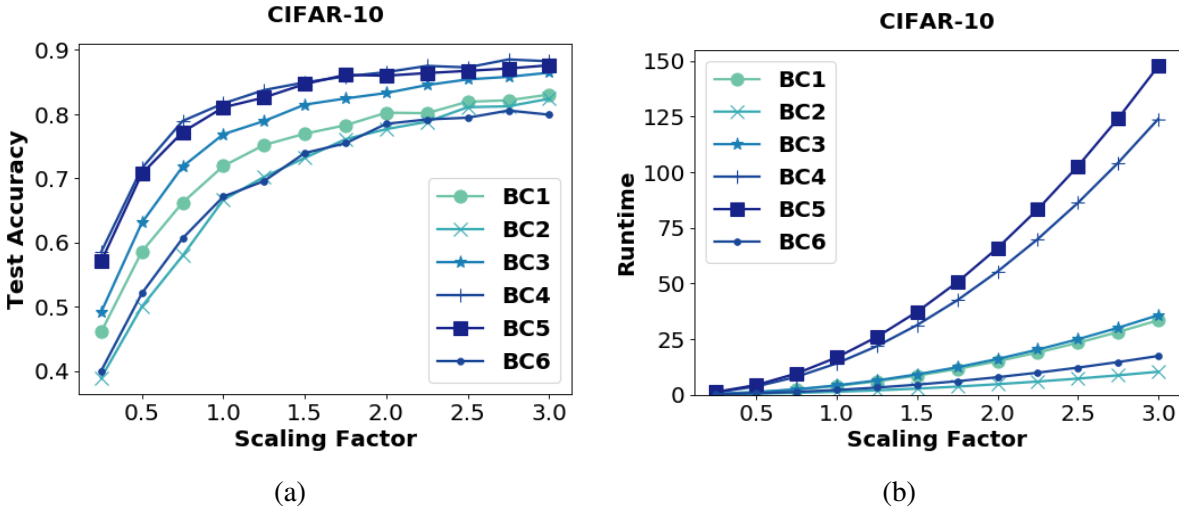 CIFAR-10
Test Accuracy
0.9
0.8
0.7
0.6
0.5
0.4
BC1
BC2
BC3
BC4
BC5
BC6
0.5 1.0 1.5 2.0 2.5 3.0
Scaling Factor
(a)
CIFAR-10
Runtime
150
125
100
75
50
25
0
BC1
BC2
BC3
BC4
BC5
BC6
0.5 1.0 1.5 2.0 2.5 3.0
Scaling Factor
(b)